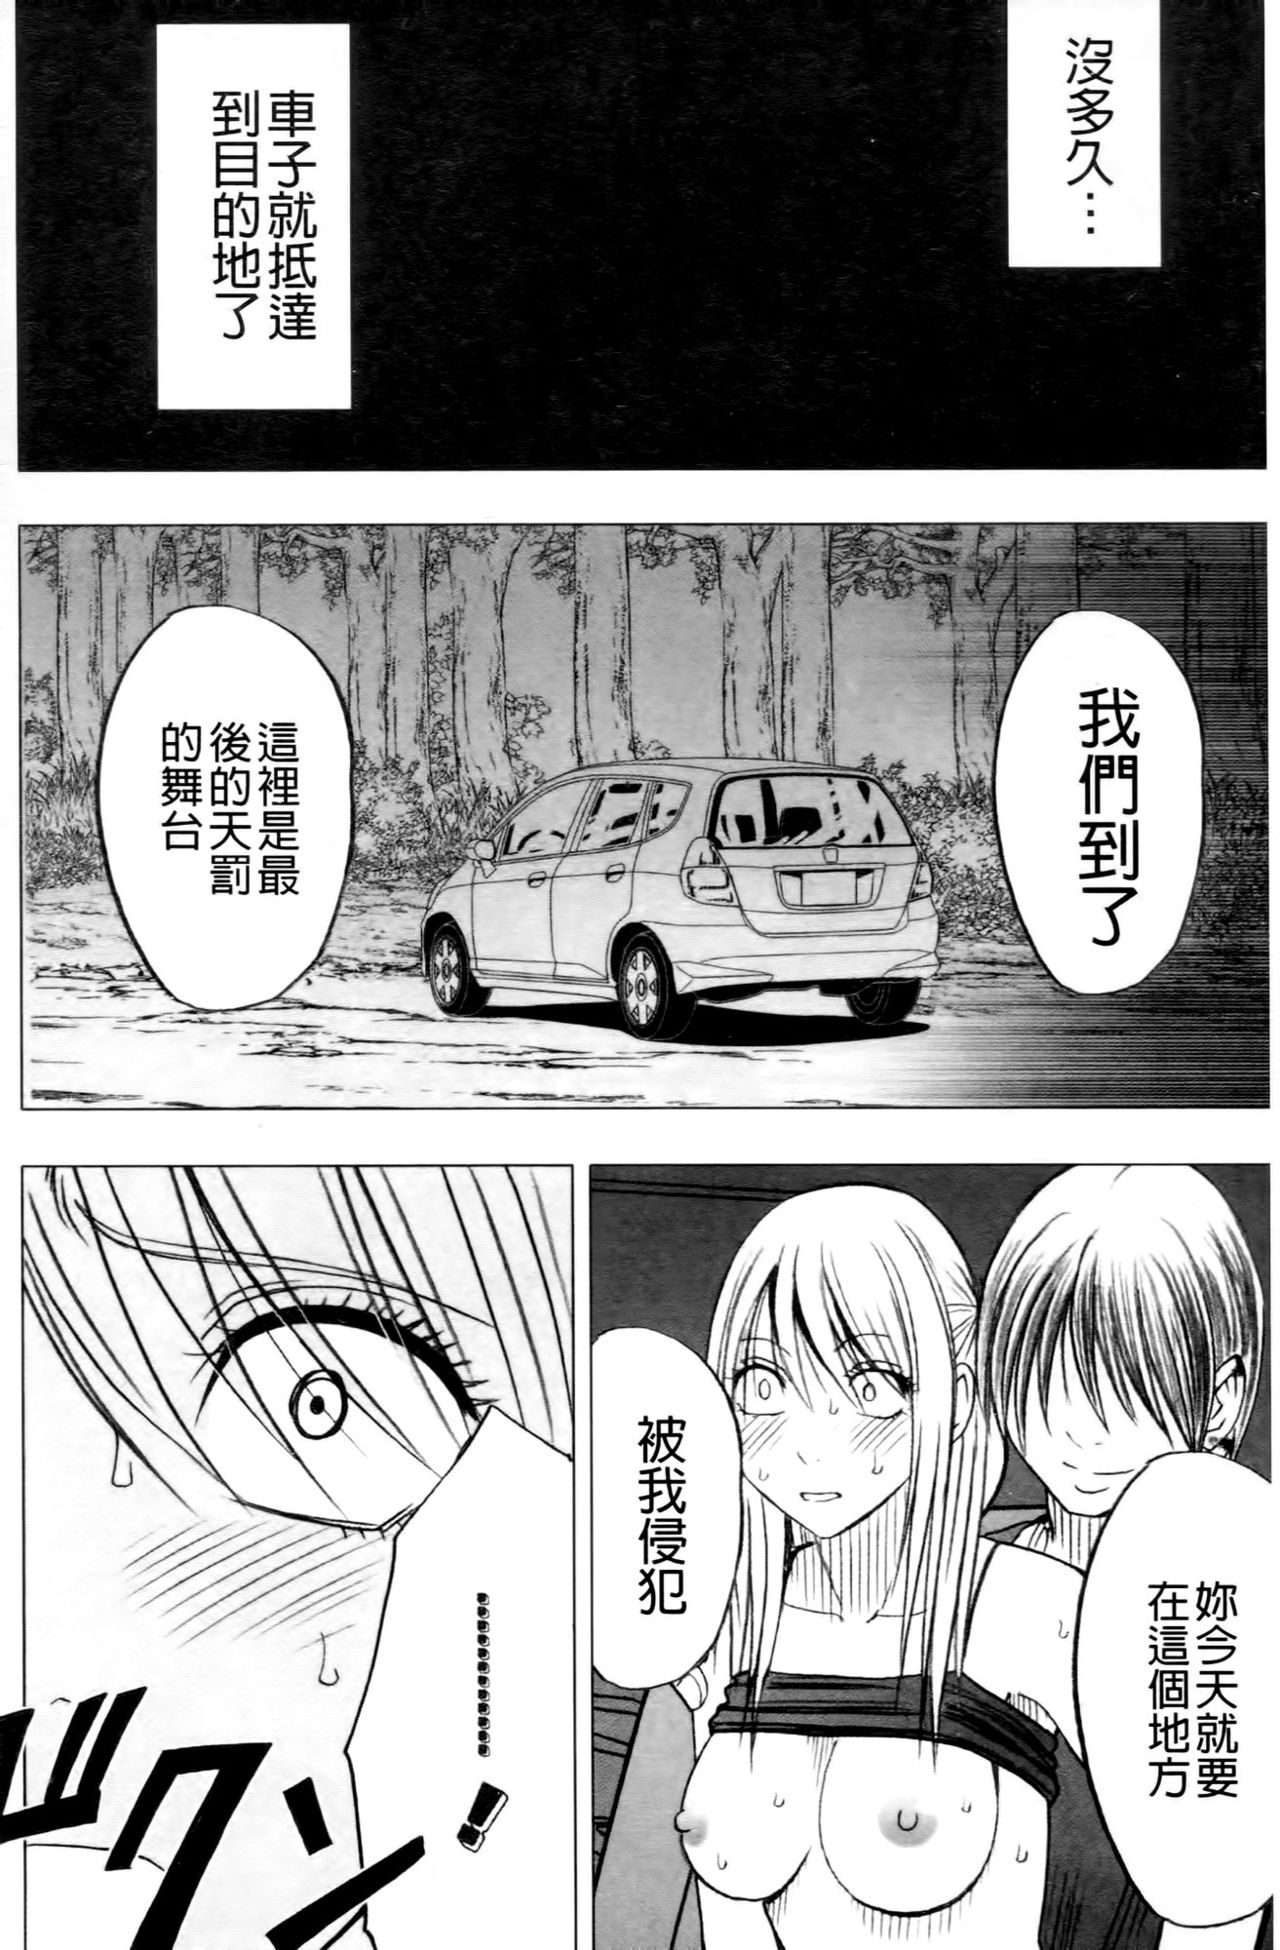 沒多久…
車子就抵達
到目的地了
我們到了
這裡是最
後的天罰
的舞台
妳今天就要
在這個地方
被我侵犯
…………！
ゾクン